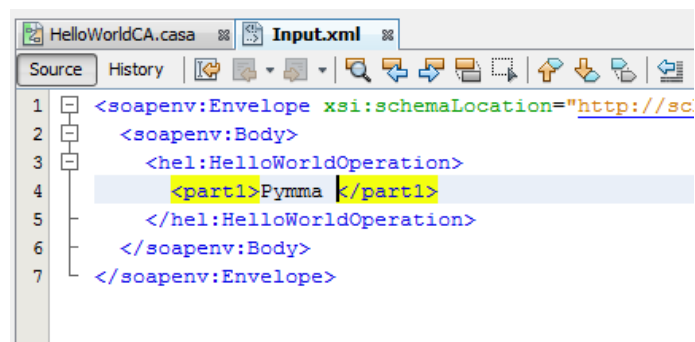 HelloWorldCA.casa Input.xml
Source History
1 <soapenv:Envelope xsi:schemaLocation="http://scl
2 <soapenv:Body>
3 <hel:HelloWorldOperation>
4 <part1>Pymma </part1>
5 </hel:HelloWorldOperation>
6 </soapenv:Body>
7 </soapenv:Envelope>